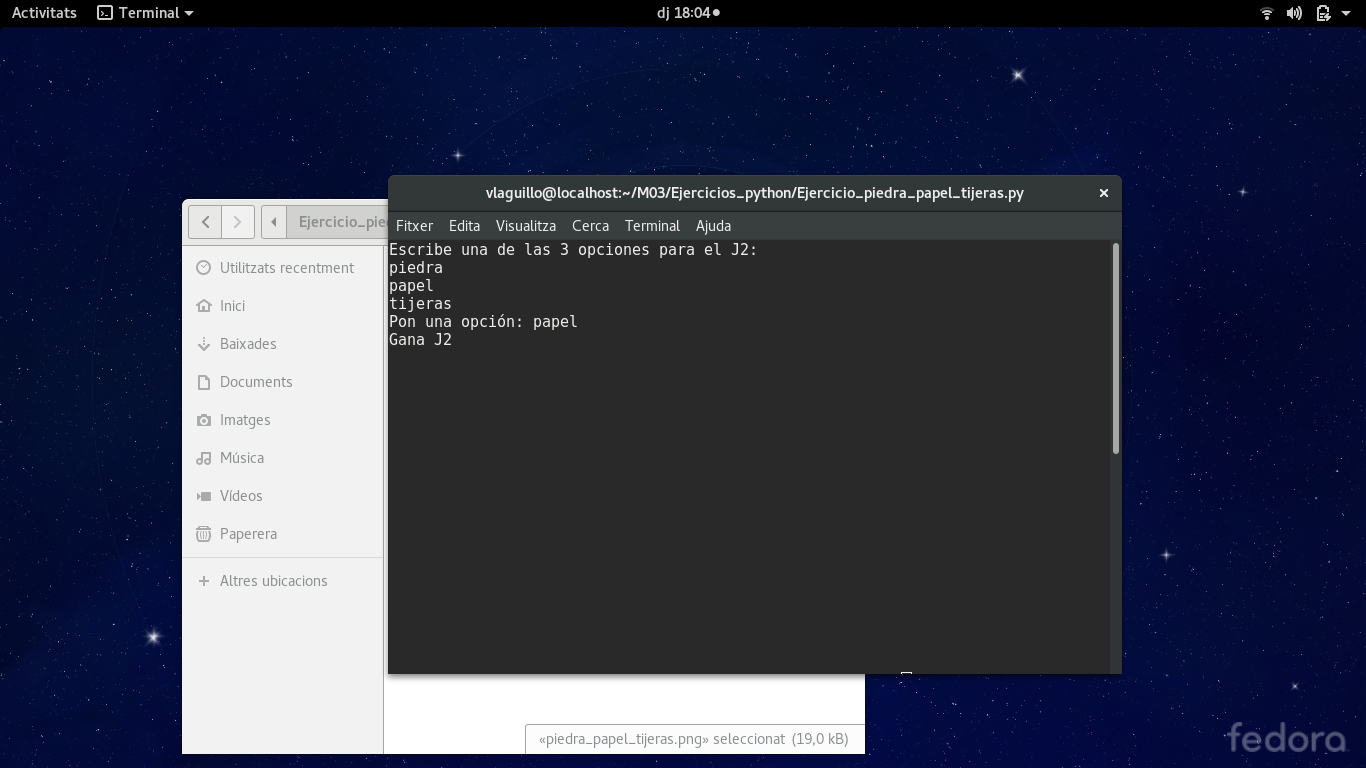 Activitats Terminal dj 18:04
vlaguillo@localhost:~/M03/Ejercicios_python/Ejercicio_piedra_papel_tijeras.py
Fitxer Edita Visualitza Cerca Terminal Ajuda
Escribe una de las 3 opciones para el J2:
piedra
papel
tijeras
Pon una opción: papel
Gana J2
Ejercicio_pie
Utilitzats recentment
Inici
Baixades
Documents
Imatges
Música
Vídeos
Paperera
Altres ubicacions
«piedra_papel_tijeras.png» seleccionat (19,0 kB)
fedora